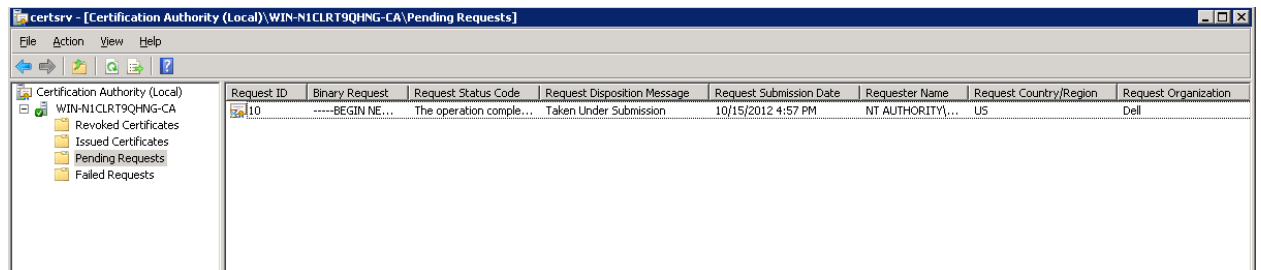 certsrv - [Certification Authority (Local)\WIN-N1CLRT9QHNG-CA\Pending Requests]
File Action View Help
Certification Authority (Local)
WIN-N1CLRT9QHNG-CA
Revoked Certificates
Issued Certificates
Pending Requests
Failed Requests
Request ID Binary Request Request Status Code Request Disposition Message Request Submission Date Requester Name Request Country/Region Request Organization
10 -----BEGIN NE... The operation comple... Taken Under Submission 10/15/2012 4:57 PM NT AUTHORITY\... US Dell